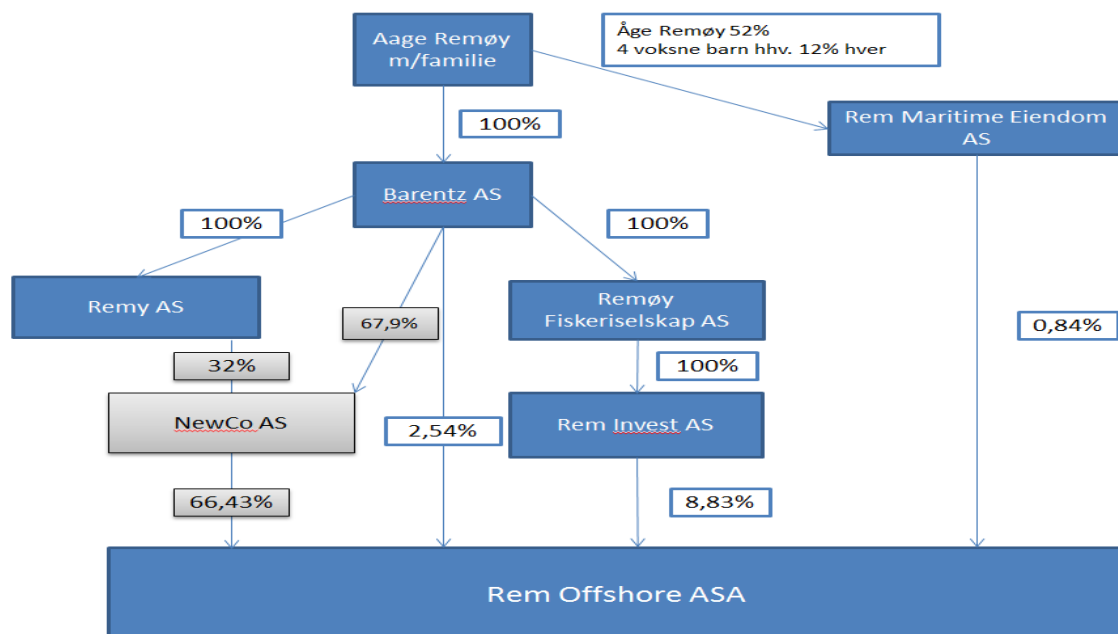 Aage Remøy
m/familie
Åge Remøy 52%
4 voksne barn hhv. 12% hver
100%
Rem Maritime Eiendom
AS
Barentz AS
100%
100%
Remy AS
67,9%
Remøy
Fiskeriselskap AS
0,84%
32%
100%
NewCo AS
2,54%
Rem Invest AS
66,43%
8,83%
Rem Offshore ASA